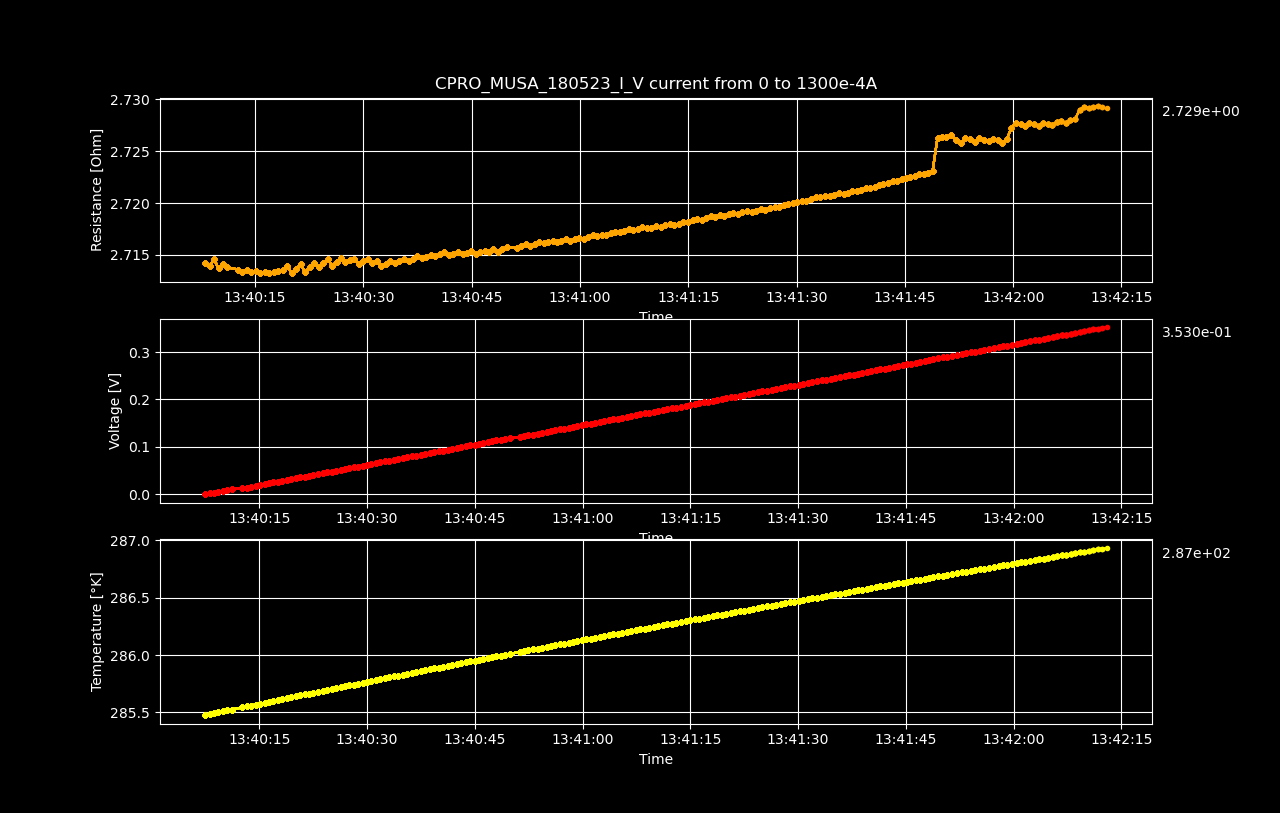 CPRO_MUSA_180523_I_V current from 0 to 1300e-4A
2.730
2.725
2.720
2.715
Resistance [Ohm]
2.729e+00
13:40:15 13:40:30 13:40:45 13:41:00 13:41:15 13:41:30 13:41:45 13:42:00 13:42:15
Time
0.3
0.2
0.1
0.0
Voltage [V]
3.530e-01
13:40:15 13:40:30 13:40:45 13:41:00 13:41:15 13:41:30 13:41:45 13:42:00 13:42:15
Time
287.0
286.5
286.0
285.5
Temperature [°K]
2.87e+02
13:40:15 13:40:30 13:40:45 13:41:00 13:41:15 13:41:30 13:41:45 13:42:00 13:42:15
Time